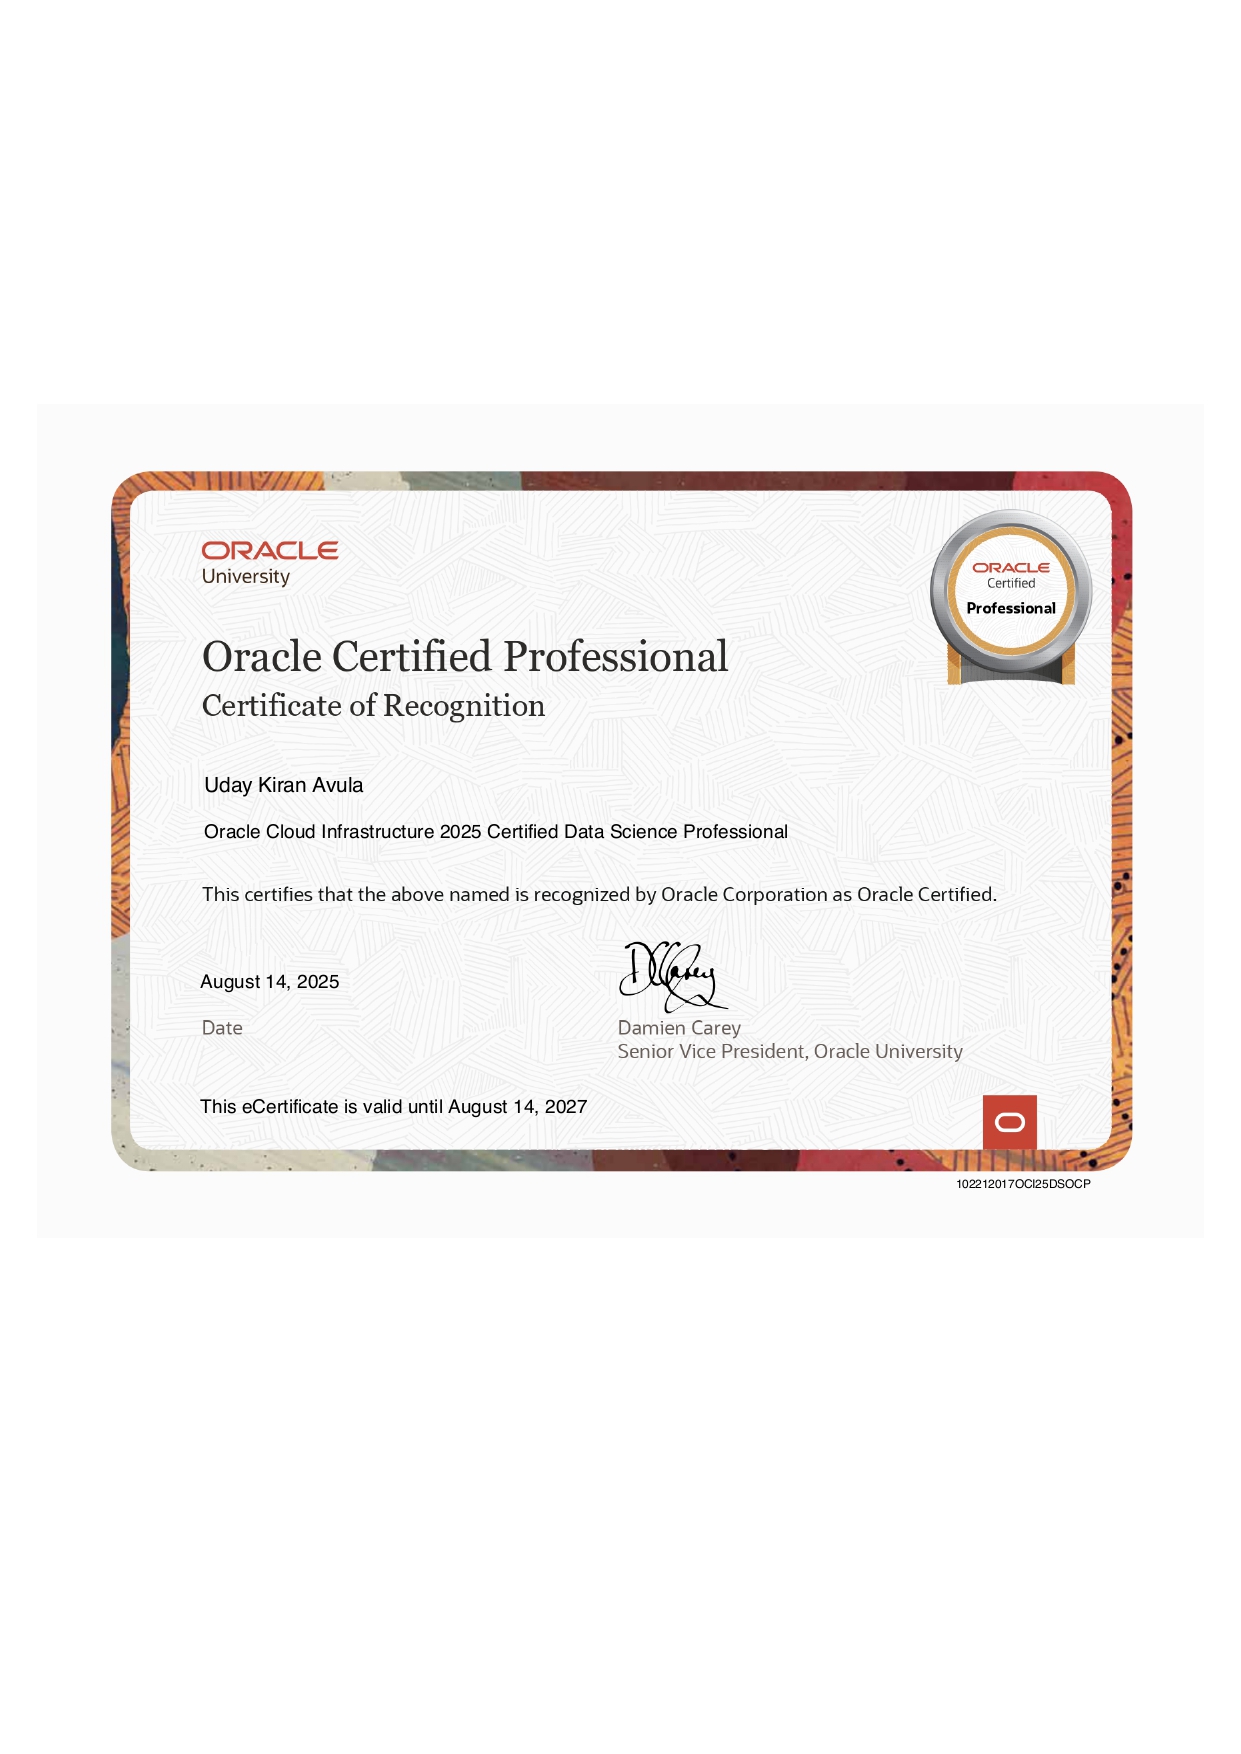 ORACLE
University
ORACLE
Certified
Professional
Oracle Certified Professional
Certificate of Recognition
Uday Kiran Avula
Oracle Cloud Infrastructure 2025 Certified Data Science Professional
This certifies that the above named is recognized by Oracle Corporation as Oracle Certified.
DCarey
August 14, 2025
Date
Damien Carey
Senior Vice President, Oracle University
This eCertificate is valid until August 14, 2027
102212017OCI25DSOCP